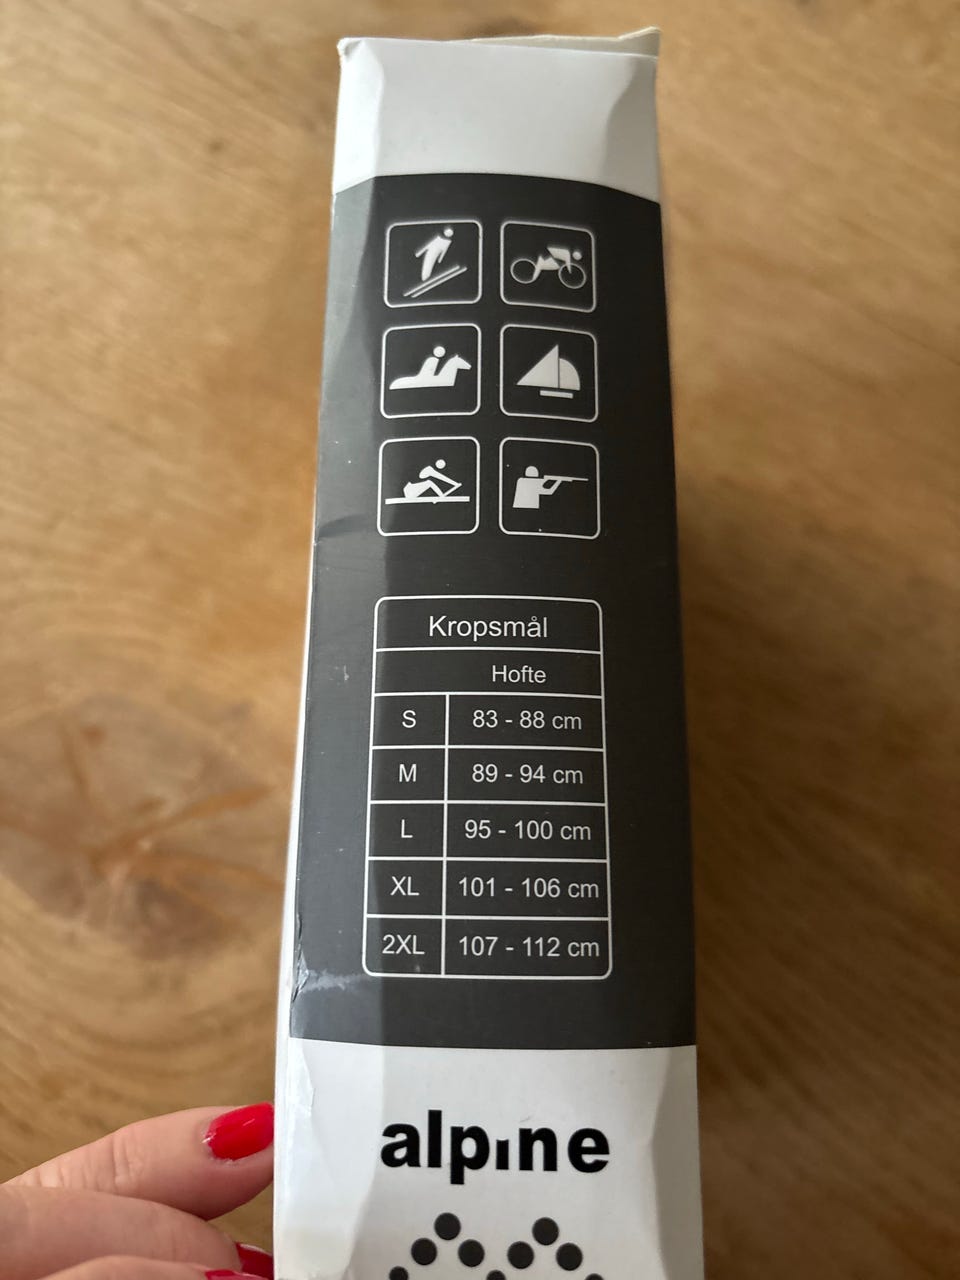 Kropsmål
Hofte
S 83 - 88 cm
M 89 - 94 cm
L 95 - 100 cm
XL 101 - 106 cm
2XL 107 - 112 cm
alpine